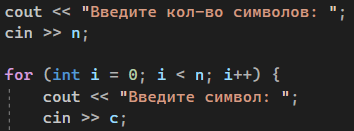 cout << "Введите кол-во символов: ";
cin >> n;
for (int i = 0; i < n; i++) {
cout << "Введите символ: ";
cin >> c;